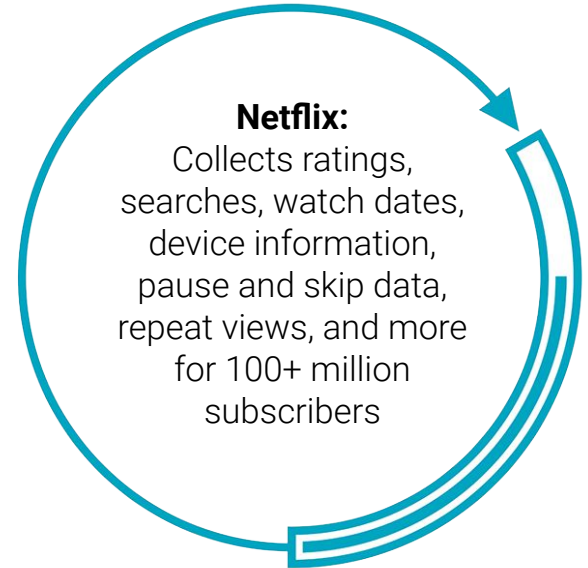 Netflix:
Collects ratings,
searches, watch dates,
device information,
pause and skip data,
repeat views, and more
for 100+ million
subscribers